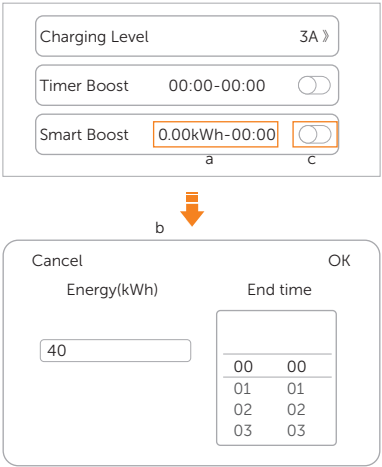 Charging Level 3A 》
Timer Boost 00:00-00:00
Smart Boost 0.00kWh-00:00
a c
b
Cancel OK
Energy(kWh) End time
40
00 00
01 01
02 02
03 03